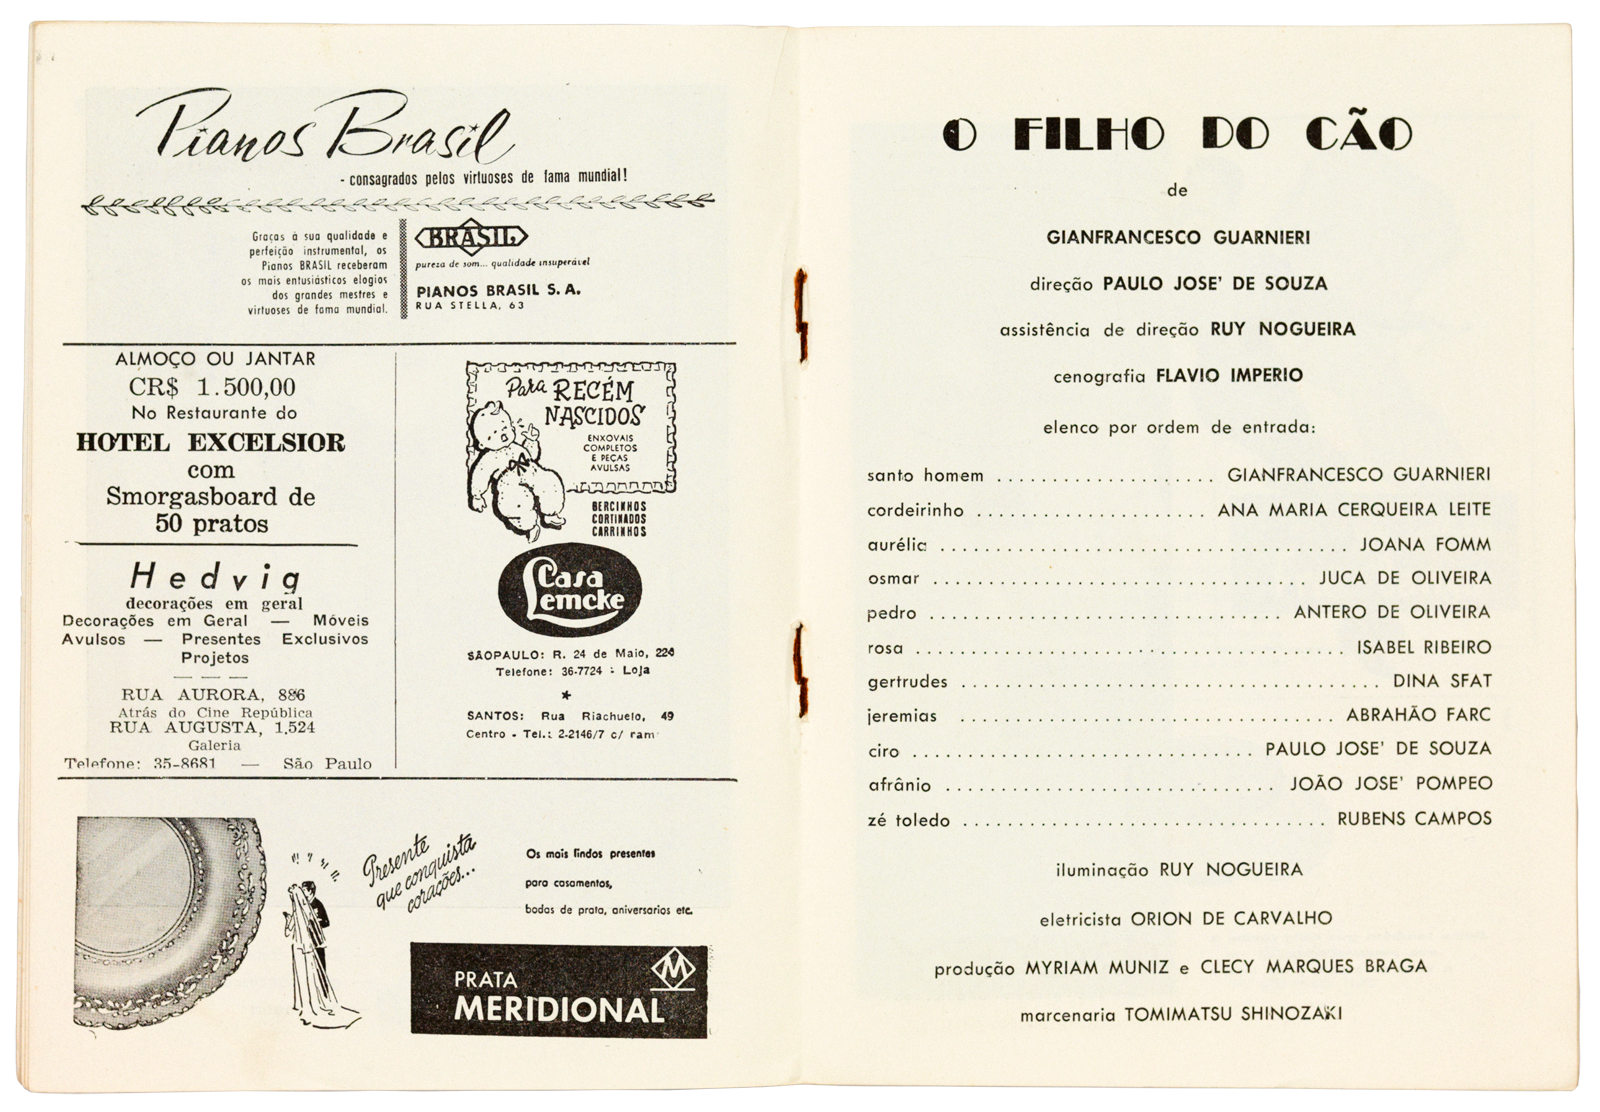 Pianos Brasil
- consagrados pelos virtuoses de fama mundial!
Graças à sua qualidade e
perfeição instrumental, os
Pianos BRASIL receberam
os mais entusiásticos elogios
dos grandes mestres e
virtuoses de fama mundial.
BRASIL
pureza de som... qualidade insuperável
PIANOS BRASIL S. A.
RUA STELLA, 63
ALMOÇO OU JANTAR
CR$ 1.500,00
No Restaurante do
HOTEL EXCELSIOR
com
Smorgasboard de
50 pratos
Hedvig
decorações em geral
Decorações em Geral — Móveis
Avulsos — Presentes Exclusivos
Projetos
— — —
RUA AURORA, 886
Atrás do Cine República
RUA AUGUSTA, 1.524
Galeria
Telefone: 35-8681 — São Paulo
Para RECÉM
NASCIDOS
ENXOVAIS
COMPLETOS
E PEÇAS
AVULSAS
BERCINHOS
CORTINADOS
CARRINHOS
Casa
Lemcke
SÃOPAULO: R. 24 de Maio, 224
Telefone: 36-7724 : Loja
*
SANTOS: Rua Riachuelo, 49
Centro - Tel.: 2-2146/7 c/ ram
Presente
que conquista
corações...
Os mais lindos presentes
para casamentos,
bodas de prata, aniversarios etc.
PRATA
MERIDIONAL
M
O FILHO DO CÃO
de
GIANFRANCESCO GUARNIERI
direção PAULO JOSE' DE SOUZA
assistência de direção RUY NOGUEIRA
cenografia FLAVIO IMPERIO
elenco por ordem de entrada:
santo homem .................... GIANFRANCESCO GUARNIERI
cordeirinho ..................... ANA MARIA CERQUEIRA LEITE
aurélia ..................................... JOANA FOMM
osmar .................................. JUCA DE OLIVEIRA
pedro ................................ ANTERO DE OLIVEIRA
rosa ....................................... ISABEL RIBEIRO
gertrudes ...................................... DINA SFAT
jeremias .................................. ABRAHÃO FARC
ciro ............................... PAULO JOSE' DE SOUZA
afrânio .............................. JOÃO JOSE' POMPEO
zé toledo ................................. RUBENS CAMPOS
iluminação RUY NOGUEIRA
eletricista ORION DE CARVALHO
produção MYRIAM MUNIZ e CLECY MARQUES BRAGA
marcenaria TOMIMATSU SHINOZAKI